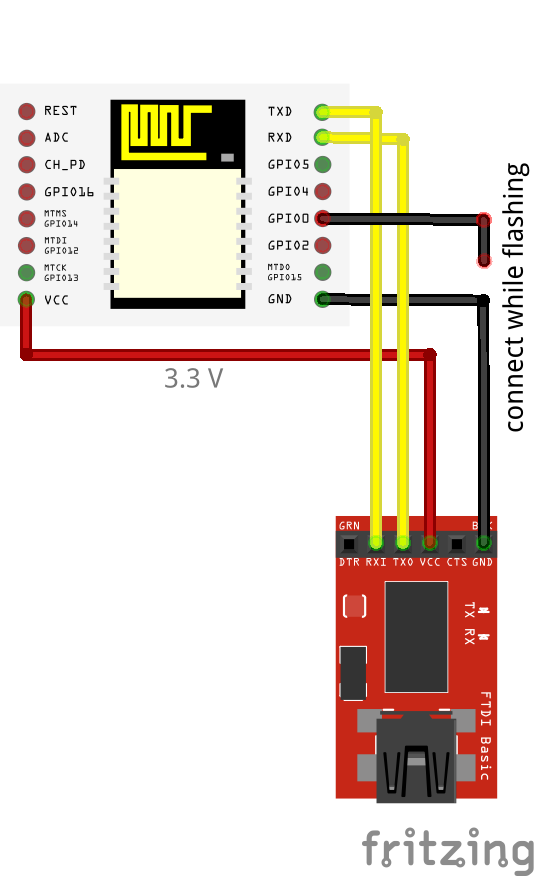 REST
ADC
CH_PD
GPIO16
MTMS
GPIO14
MTDI
GPIO12
MTCK
GPIO13
VCC
TXD
RXD
GPIO5
GPIO4
GPIO0
GPIO2
MTDO
GPIO15
GND
connect while flashing
3.3 V
GRN
DTR RXI TXO VCC CTS GND
TX
RX
FTDI Basic
fritzing